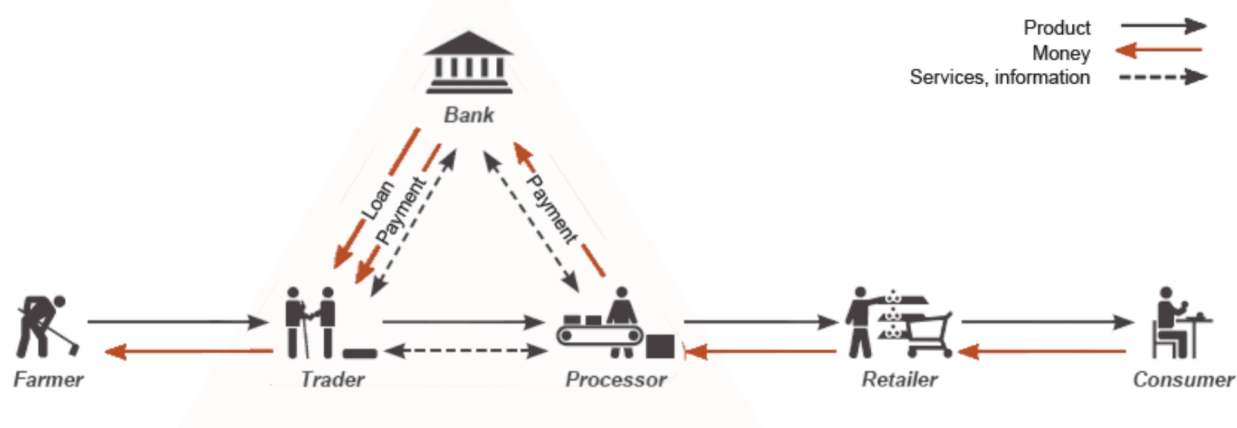 Product
Money
Services, information
Bank
Loan
Payment
Payment
Farmer
Trader
Processor
Retailer
Consumer